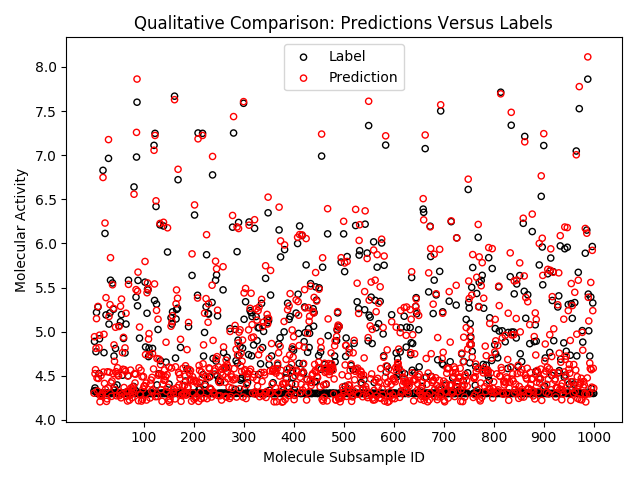 Qualitative Comparison: Predictions Versus Labels
Label
Prediction
8.0
7.5
7.0
6.5
6.0
5.5
5.0
4.5
4.0
Molecular Activity
100 200 300 400 500 600 700 800 900 1000
Molecule Subsample ID